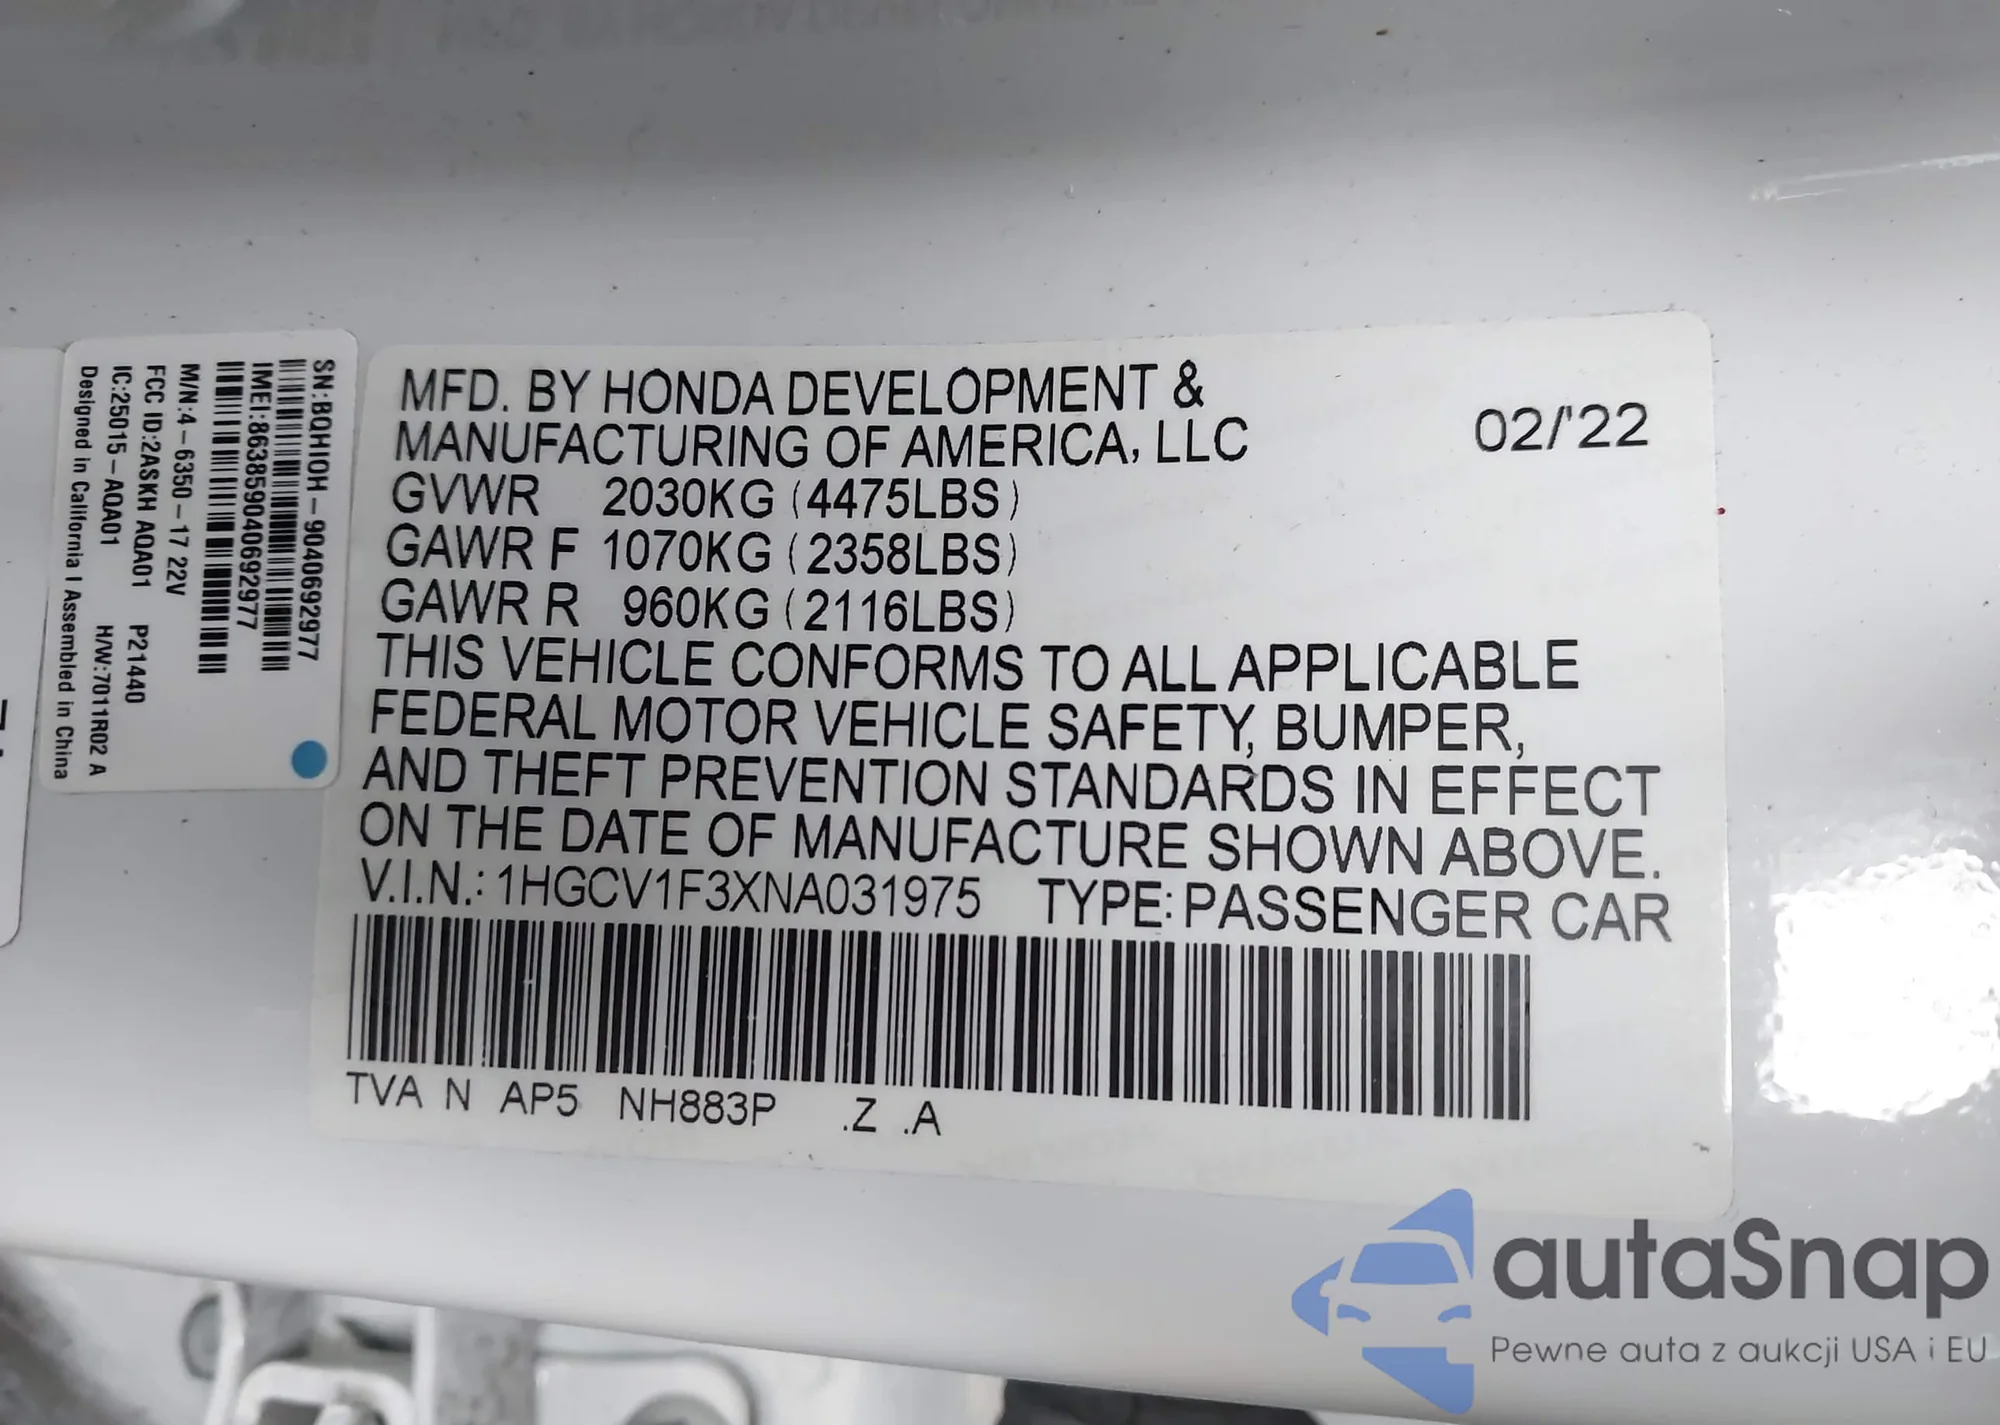 MFD. BY HONDA DEVELOPMENT &
MANUFACTURING OF AMERICA, LLC
02/'22
GVWR 2030KG (4475LBS)
GAWR F 1070KG (2358LBS)
GAWR R 960KG (2116LBS)
THIS VEHICLE CONFORMS TO ALL APPLICABLE
FEDERAL MOTOR VEHICLE SAFETY, BUMPER,
AND THEFT PREVENTION STANDARDS IN EFFECT
ON THE DATE OF MANUFACTURE SHOWN ABOVE.
V.I.N.: 1HGCV1F3XNA031975 TYPE: PASSENGER CAR
TVA N AP5 NH883P .Z .A
SN:BQHIOH-9040692977
IMEI:863859040692977
M/N:4-6350-17 22V
FCC ID:2ASKH AQA01 P21440
IC:25015-AQA01 H/W:7011R02 A
Designed in California I Assembled in China
autaSnap
Pewne auta z aukcji USA i EU